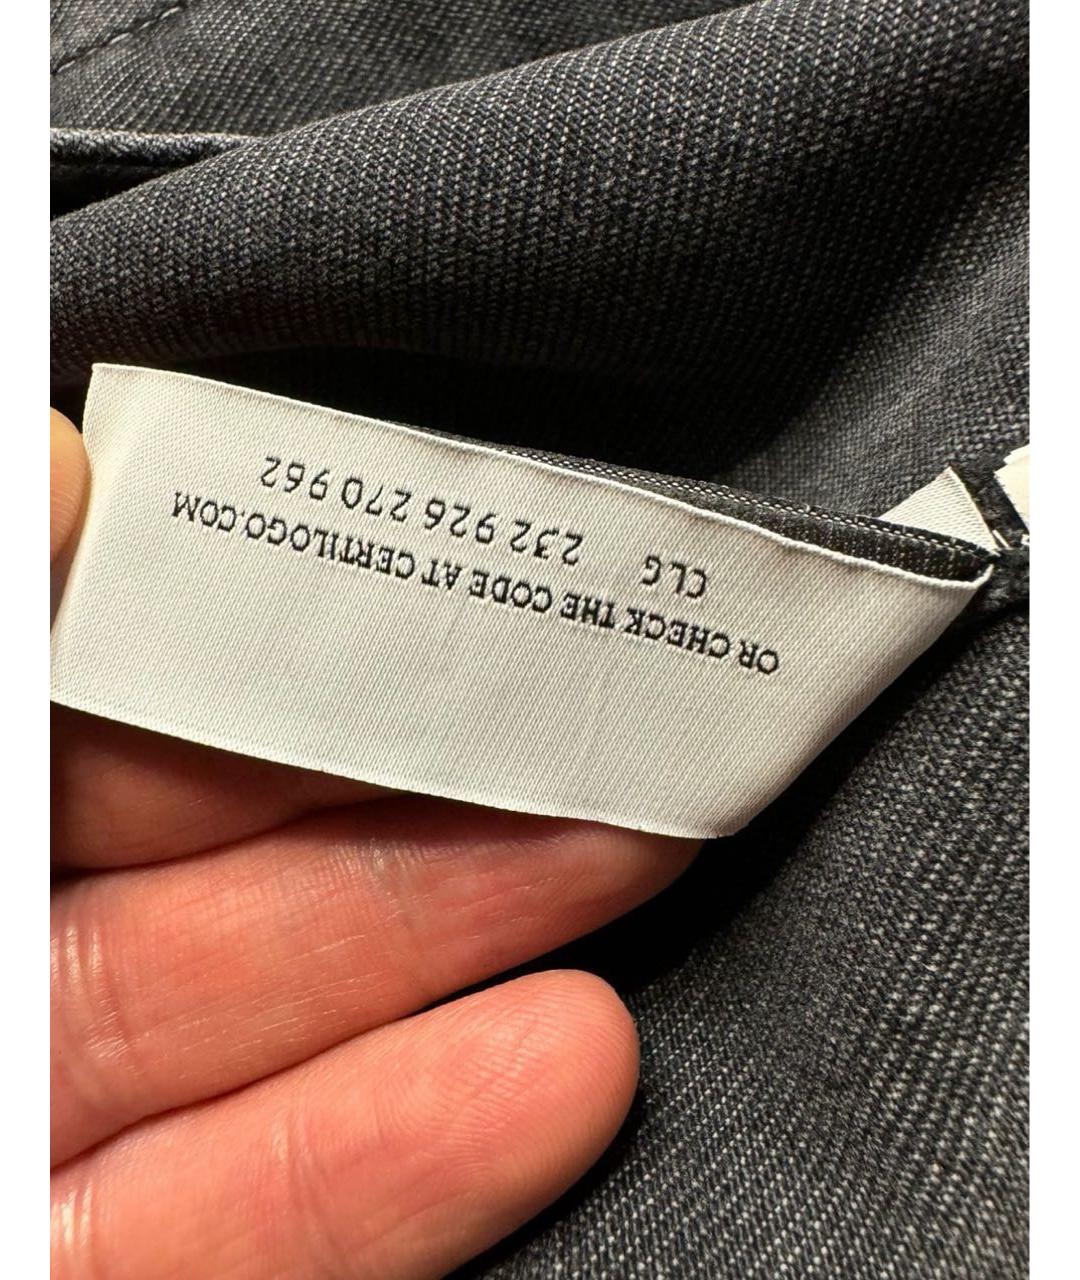 OR CHECK THE CODE AT CERTILOGO.COM
CLG 232 926 270 962